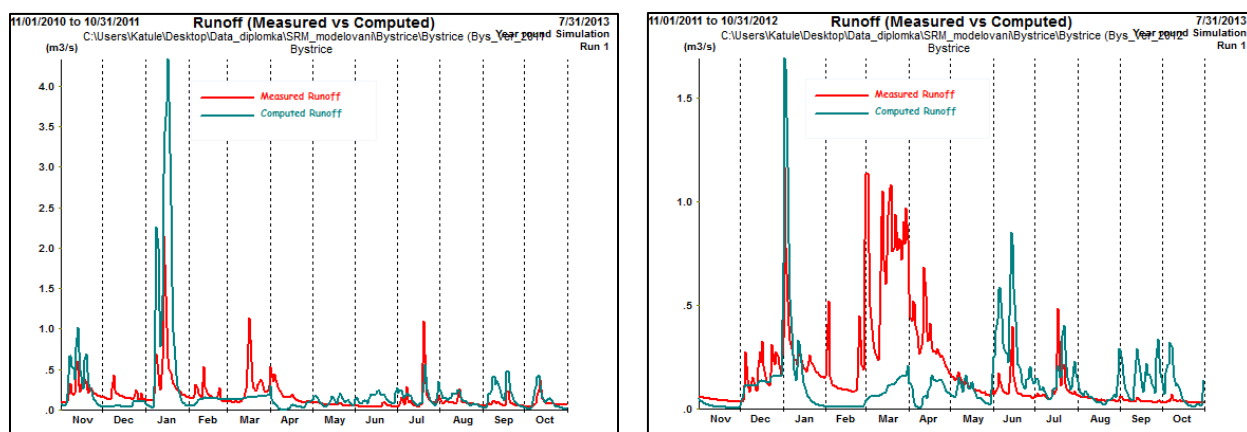 11/01/2010 to 10/31/2011 Runoff (Measured vs Computed) 7/31/2013
C:\Users\Katule\Desktop\Data_diplomka\SRM_modelovani\Bystrice\Bystrice (Bys_Ver_2011 Year round Simulation
(m3/s) Bystrice Run 1
Measured Runoff
Computed Runoff
4.0
3.5
3.0
2.5
2.0
1.5
1.0
.5
.0
Nov Dec Jan Feb Mar Apr May Jun Jul Aug Sep Oct
11/01/2011 to 10/31/2012 Runoff (Measured vs Computed) 7/31/2013
C:\Users\Katule\Desktop\Data_diplomka\SRM_modelovani\Bystrice\Bystrice (Bys_Ver_2012 Year round Simulation
(m3/s) Bystrice Run 1
Measured Runoff
Computed Runoff
1.5
1.0
.5
.0
Nov Dec Jan Feb Mar Apr May Jun Jul Aug Sep Oct